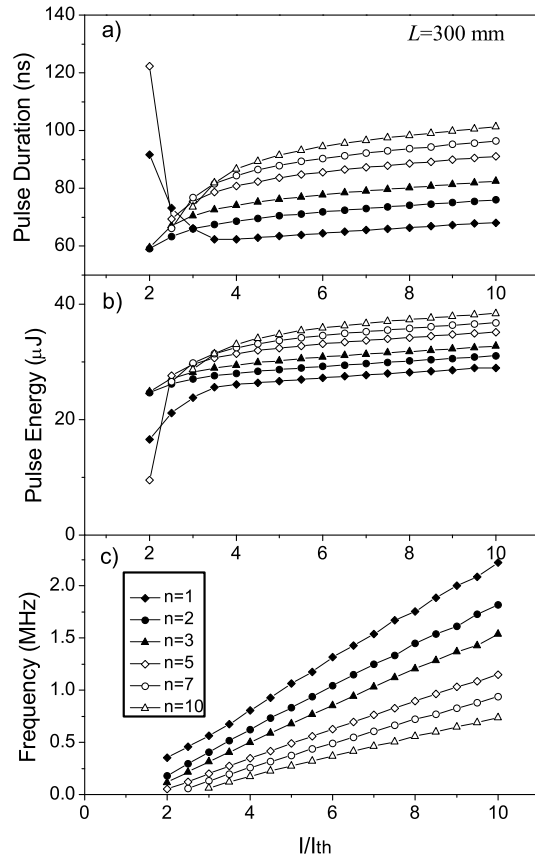 a)
L=300 mm
Pulse Duration (ns)
140
120
100
80
60
0 2 4 6 8 10
b)
Pulse Energy (μJ)
40
20
0
0 2 4 6 8 10
c)
n=1
n=2
n=3
n=5
n=7
n=10
Frequency (MHz)
2.0
1.5
1.0
0.5
0.0
0 2 4 6 8 10
I/Ith